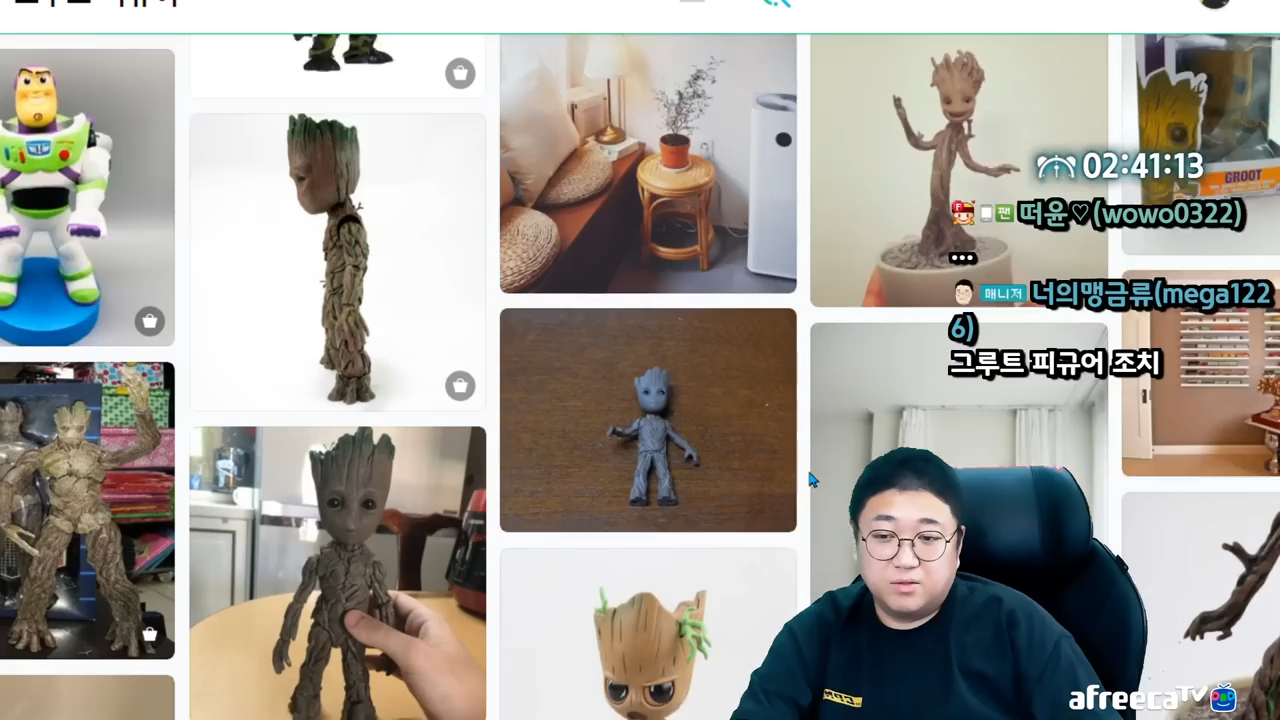 GROOT
02:41:13
떠윤♡(wowo0322)
...
매니저 너의맹금류(mega122
6)
그루트 피규어 조치
afreecaTV